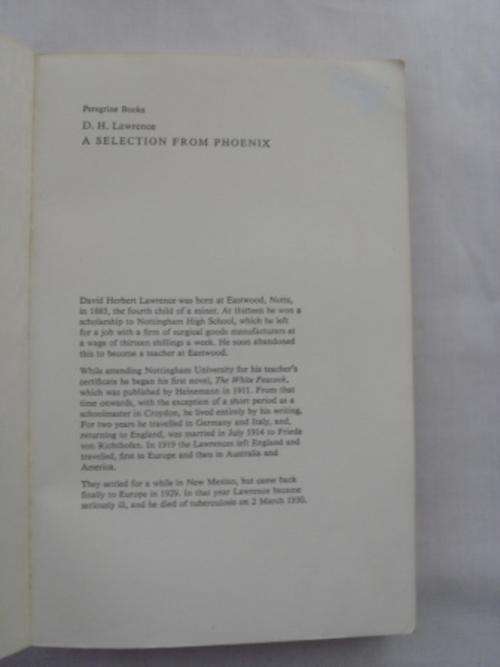 Peregrine Books
D. H. Lawrence
A SELECTION FROM PHOENIX
David Herbert Lawrence was born at Eastwood, Notts,
in 1885, the fourth child of a miner. At thirteen he won a
scholarship to Nottingham High School, which he left
for a job with a firm of surgical goods manufacturers at
a wage of thirteen shillings a week. He soon abandoned
this to become a teacher at Eastwood.
While attending Nottingham University for his teacher's
certificate he began his first novel, The White Peacock,
which was published by Heinemann in 1911. From that
time onwards, with the exception of a short period as a
schoolmaster in Croydon, he lived entirely by his writing.
For two years he travelled in Germany and Italy, and,
returning to England, was married in July 1914 to Frieda
von Richthofen. In 1919 the Lawrences left England and
travelled, first to Europe and then to Australia and
America.
They settled for a while in New Mexico, but came back
finally to Europe in 1929. In that year Lawrence became
seriously ill, and he died of tuberculosis on 2 March 1930.